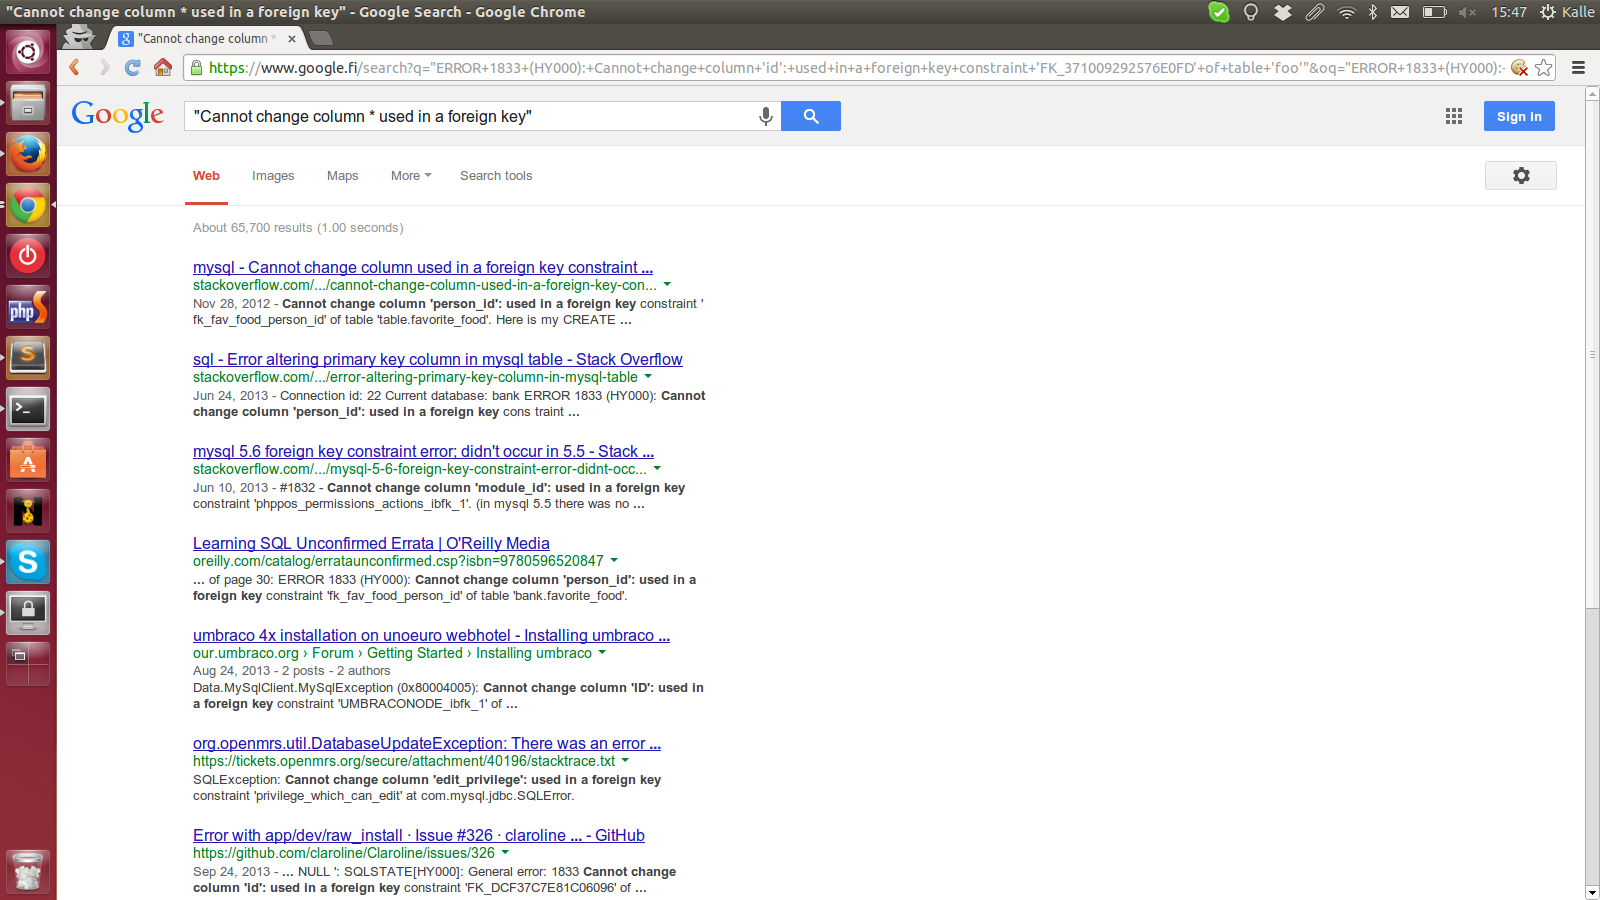 "Cannot change column * used in a foreign key" - Google Search - Google Chrome
15:47
Kalle
"Cannot change column *
https://www.google.fi/search?q="ERROR+1833+(HY000):+Cannot+change+column+'id':+used+in+a+foreign+key+constraint+'FK_371009292576E0FD'+of+table+'foo'"&oq="ERROR+1833+(HY000):-
Google
"Cannot change column * used in a foreign key"
Sign in
Web
Images
Maps
More
Search tools
About 65,700 results (1.00 seconds)
mysql - Cannot change column used in a foreign key constraint ...
stackoverflow.com/.../cannot-change-column-used-in-a-foreign-key-con...
Nov 28, 2012 - Cannot change column 'person_id': used in a foreign key constraint '
fk_fav_food_person_id' of table 'table.favorite_food'. Here is my CREATE ...
sql - Error altering primary key column in mysql table - Stack Overflow
stackoverflow.com/.../error-altering-primary-key-column-in-mysql-table
Jun 24, 2013 - Connection id: 22 Current database: bank ERROR 1833 (HY000): Cannot
change column 'person_id': used in a foreign key cons traint ...
mysql 5.6 foreign key constraint error; didn't occur in 5.5 - Stack ...
stackoverflow.com/.../mysql-5-6-foreign-key-constraint-error-didnt-occ...
Jun 10, 2013 - #1832 - Cannot change column 'module_id': used in a foreign key
constraint 'phppos_permissions_actions_ibfk_1'. (in mysql 5.5 there was no ...
Learning SQL Unconfirmed Errata | O'Reilly Media
oreilly.com/catalog/errataunconfirmed.csp?isbn=9780596520847
... of page 30: ERROR 1833 (HY000): Cannot change column 'person_id': used in a
foreign key constraint 'fk_fav_food_person_id' of table 'bank.favorite_food'.
umbraco 4x installation on unoeuro webhotel - Installing umbraco ...
our.umbraco.org › Forum › Getting Started › Installing umbraco
Aug 24, 2013 - 2 posts - 2 authors
Data.MySqlClient.MySqlException (0x80004005): Cannot change column 'ID': used in
a foreign key constraint 'UMBRACONODE_ibfk_1' of ...
org.openmrs.util.DatabaseUpdateException: There was an error ...
https://tickets.openmrs.org/secure/attachment/40196/stacktrace.txt
SQLException: Cannot change column 'edit_privilege': used in a foreign key
constraint 'privilege_which_can_edit' at com.mysql.jdbc.SQLError.
Error with app/dev/raw_install · Issue #326 · claroline ... - GitHub
https://github.com/claroline/Claroline/issues/326
Sep 24, 2013 - ... NULL ': SQLSTATE[HY000]: General error: 1833 Cannot change
column 'id': used in a foreign key constraint 'FK_DCF37C7E81C06096' of ...